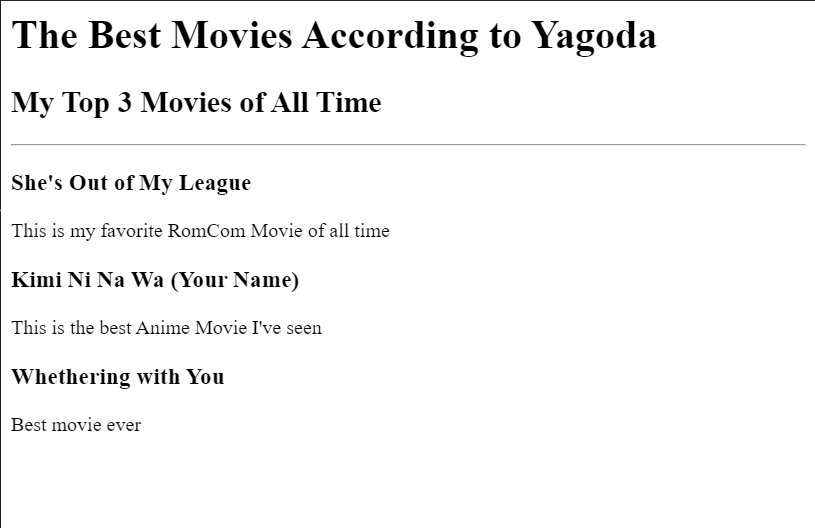 The Best Movies According to Yagoda
My Top 3 Movies of All Time
She's Out of My League
This is my favorite RomCom Movie of all time
Kimi Ni Na Wa (Your Name)
This is the best Anime Movie I've seen
Whethering with You
Best movie ever